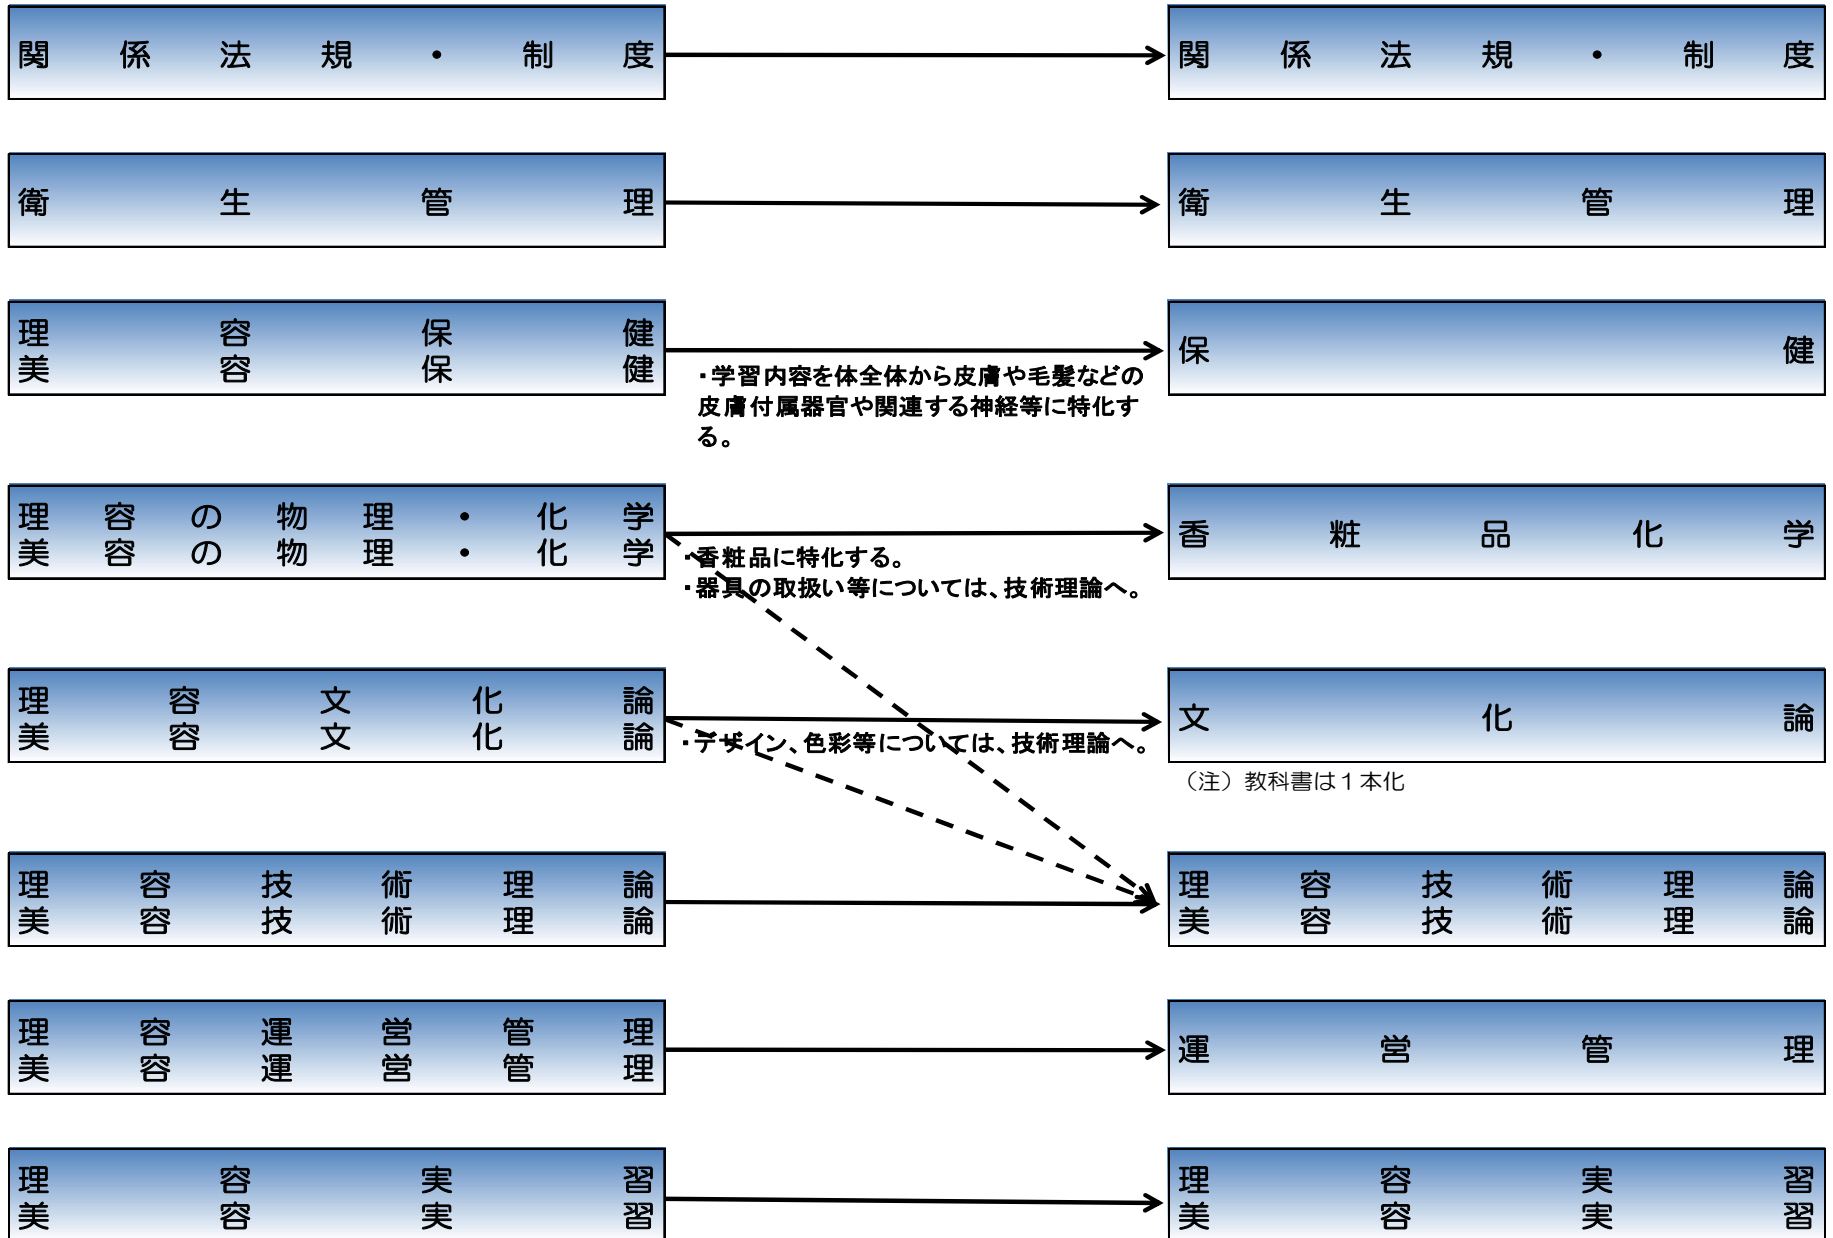 関係法規・制度
関係法規・制度
衛生管理
衛生管理
理容保健
美容保健
保健
・学習内容を体全体から皮膚や毛髪などの
皮膚付属器官や関連する神経等に特化す
る。
理容の物理・化学
美容の物理・化学
香粧品化学
・香粧品に特化する。
・器具の取扱い等については、技術理論へ。
理容文化論
美容文化論
文化論
・デザイン、色彩等については、技術理論へ。
（注）教科書は１本化
理容技術理論
美容技術理論
理容技術理論
美容技術理論
理容運営管理
美容運営管理
運営管理
理容実習
美容実習
理容実習
美容実習